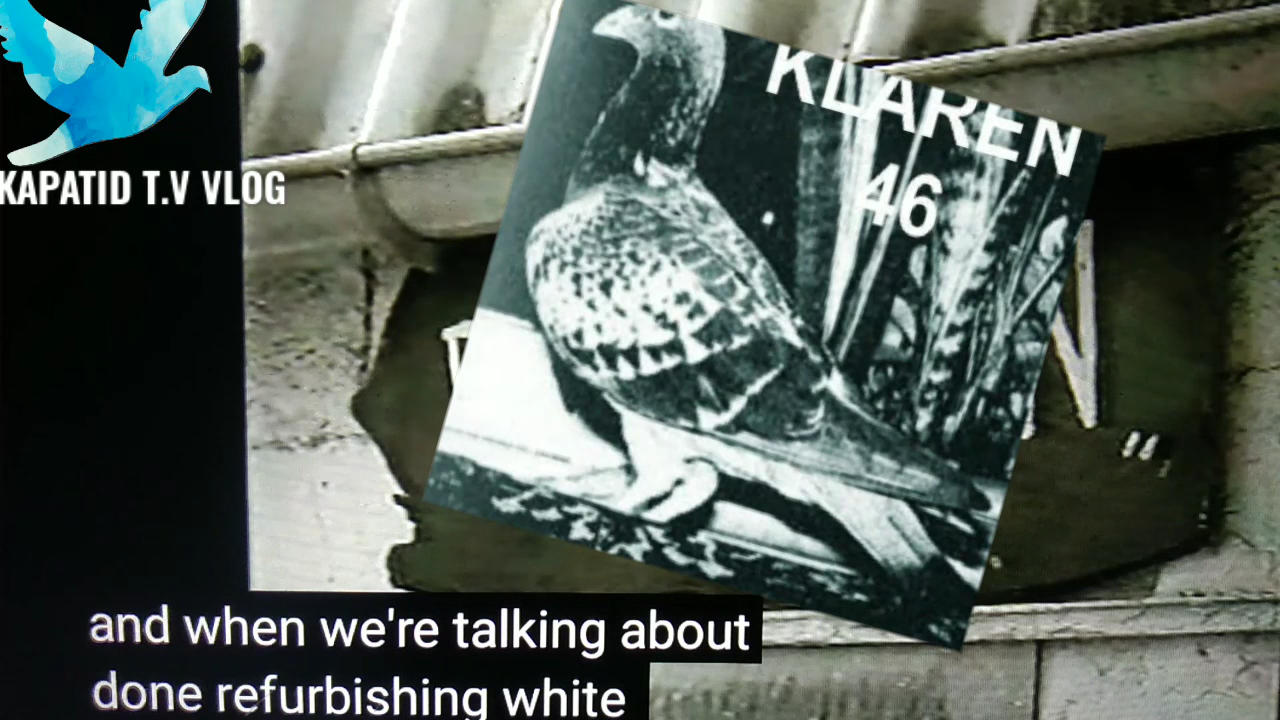 KAPATID T.V VLOG
KLAREN
46
N"
and when we're talking about
done refurbishing white